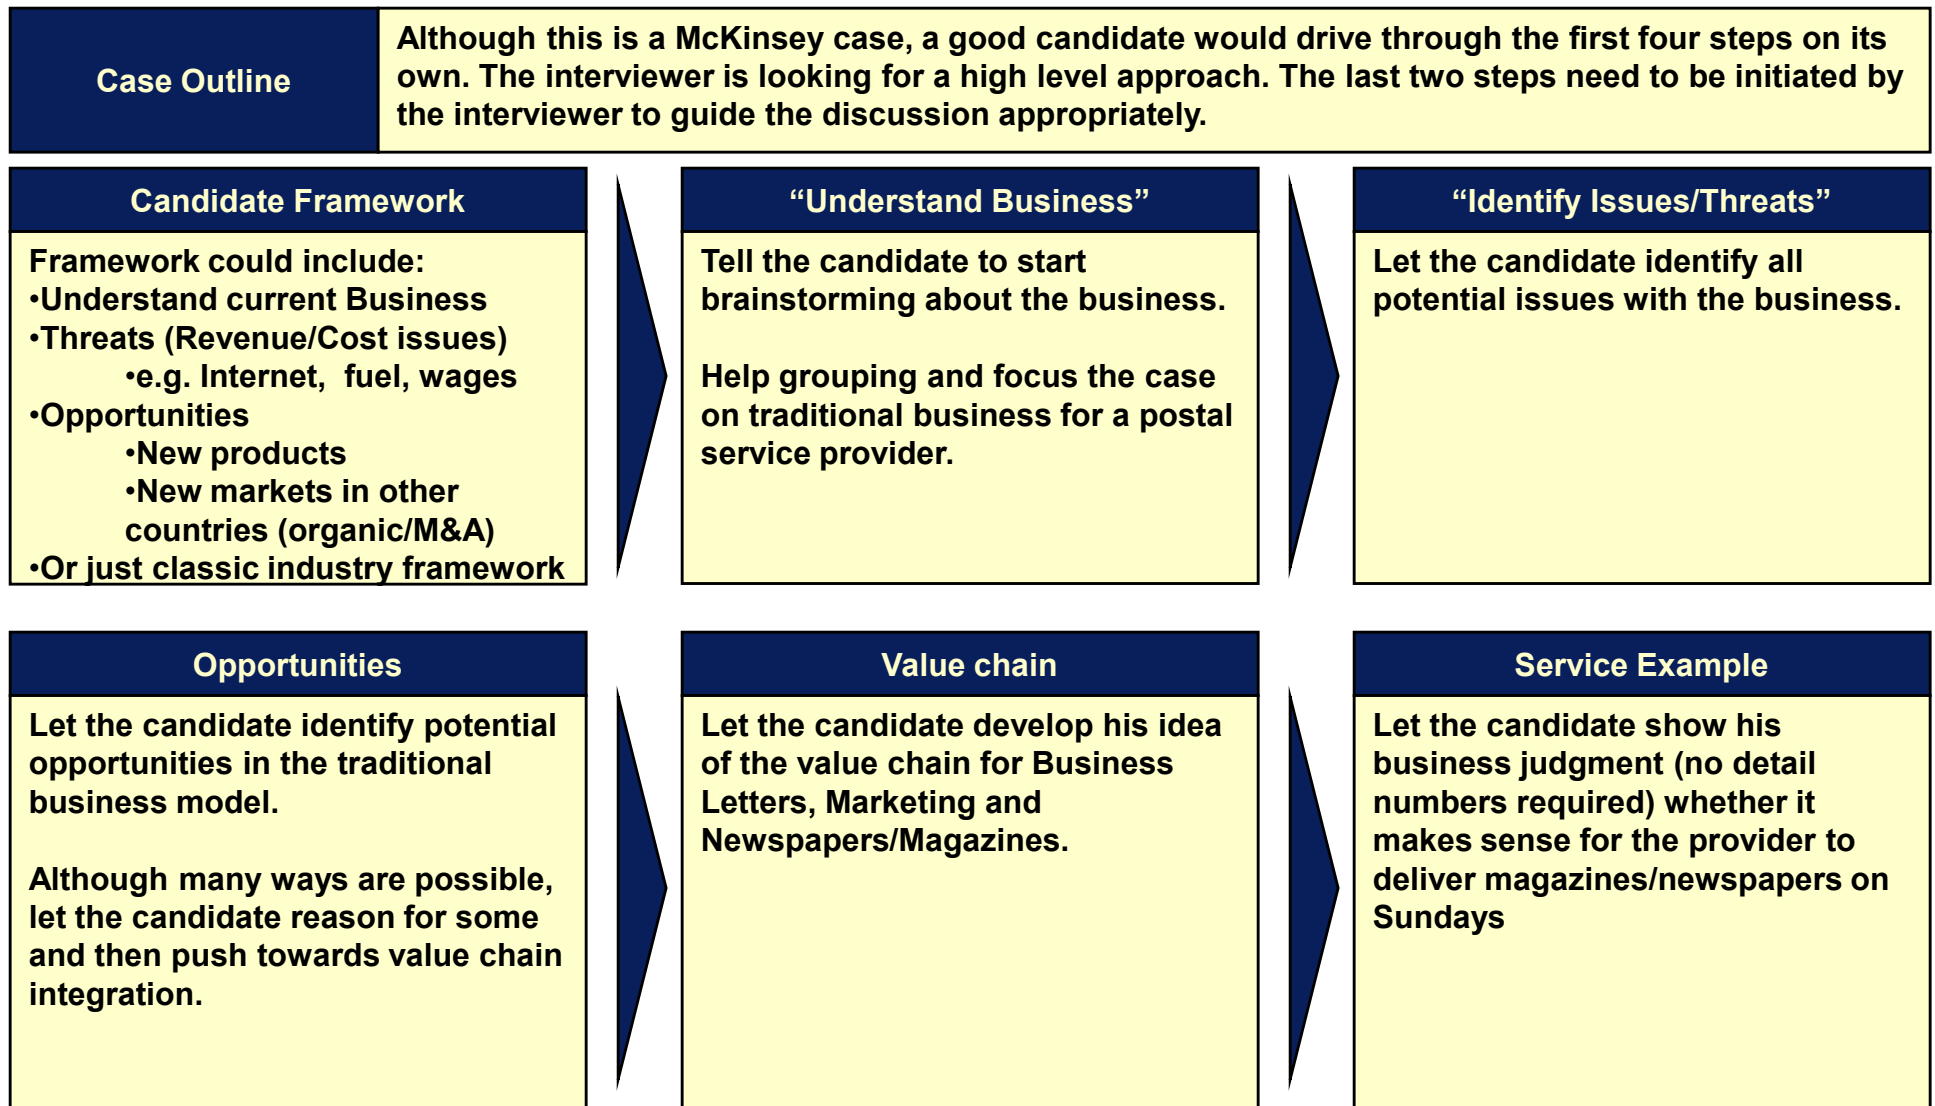 Case Outline
Although this is a McKinsey case, a good candidate would drive through the first four steps on its
own. The interviewer is looking for a high level approach. The last two steps need to be initiated by
the interviewer to guide the discussion appropriately.
Candidate Framework
Framework could include:
•Understand current Business
•Threats (Revenue/Cost issues)
•e.g. Internet, fuel, wages
•Opportunities
•New products
•New markets in other
countries (organic/M&A)
•Or just classic industry framework
“Understand Business”
Tell the candidate to start
brainstorming about the business.
Help grouping and focus the case
on traditional business for a postal
service provider.
“Identify Issues/Threats”
Let the candidate identify all
potential issues with the business.
Opportunities
Let the candidate identify potential
opportunities in the traditional
business model.
Although many ways are possible,
let the candidate reason for some
and then push towards value chain
integration.
Value chain
Let the candidate develop his idea
of the value chain for Business
Letters, Marketing and
Newspapers/Magazines.
Service Example
Let the candidate show his
business judgment (no detail
numbers required) whether it
makes sense for the provider to
deliver magazines/newspapers on
Sundays